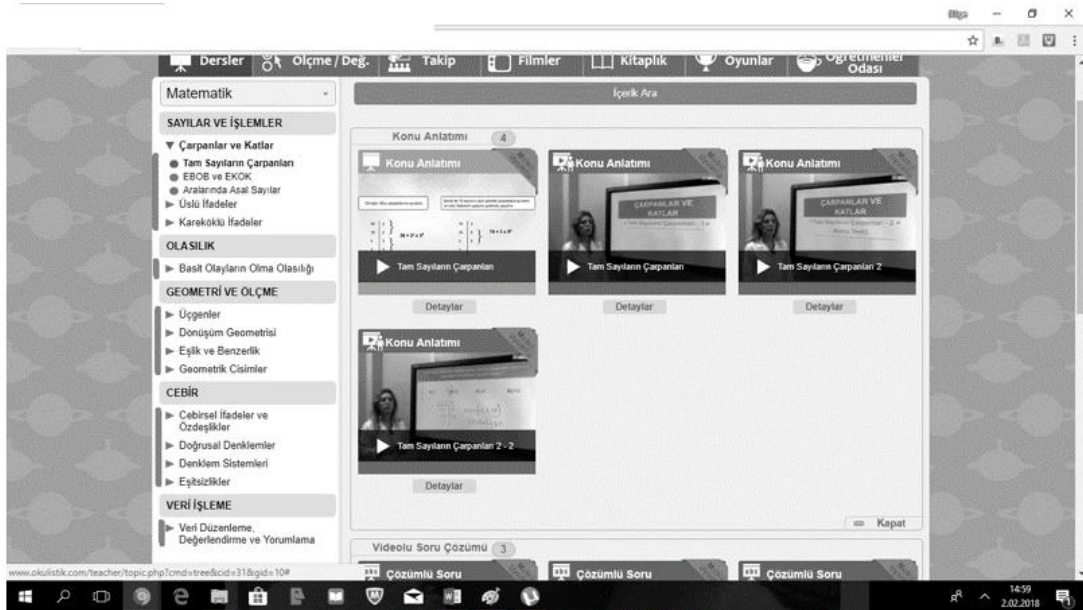 Bilge
Dersler
Ölçme / Değ.
Takip
Filmler
Kitaplık
Oyunlar
Öğretmenler
Odası
Matematik
İçerik Ara
SAYILAR VE İŞLEMLER
Çarpanlar ve Katlar
Tam Sayıların Çarpanları
EBOB ve EKOK
Aralarında Asal Sayılar
Üslü İfadeler
Kareköklü İfadeler
OLASILIK
Basit Olayların Olma Olasılığı
GEOMETRİ VE ÖLÇME
Üçgenler
Dönüşüm Geometrisi
Eşlik ve Benzerlik
Geometrik Cisimler
CEBİR
Cebirsel İfadeler ve
Özdeşlikler
Doğrusal Denklemler
Denklem Sistemleri
Eşitsizlikler
VERİ İŞLEME
Veri Düzenleme,
Değerlendirme ve Yorumlama
Konu Anlatımı 4
Konu Anlatımı
Tam Sayıların Çarpanları
Detaylar
Konu Anlatımı
ÇARPANLAR VE
KATLAR
Tam Sayıların Çarpanları
Detaylar
Konu Anlatımı
ÇARPANLAR VE
KATLAR
Tam Sayıların Çarpanları 2
Detaylar
Konu Anlatımı
Tam Sayıların Çarpanları 2 - 2
Detaylar
Kapat
Videolu Soru Çözümü 3
Çözümlü Soru
Çözümlü Soru
Çözümlü Soru
www.okulistik.com/teacher/topic.php?cmd=tree&cid=31&gid=10#
14:59
2.02.2018